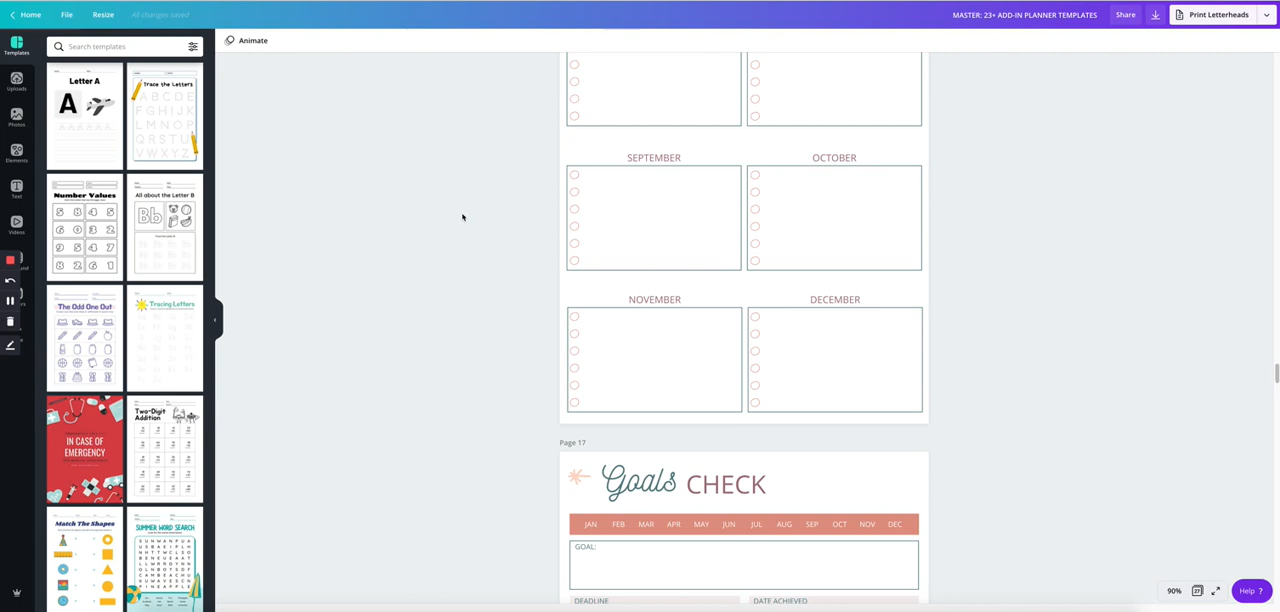 Home File Resize All changes saved MASTER: 23+ ADD-IN PLANNER TEMPLATES Share Print Letterheads
Templates
Uploads
Photos
Elements
Text
Videos
Search templates
Animate
Letter A
A
Trace the Letters
A B C D E
F G H I J K
L M N O P
Q R S T U
V W X Y Z
Number Values
All about the Letter B
Bb
The Odd One Out
Tracing Letters
IN CASE OF
EMERGENCY
Two-Digit
Addition
Match The Shapes
SUMMER WORD SEARCH
SEPTEMBER OCTOBER
NOVEMBER DECEMBER
Page 17
Goals CHECK
JAN FEB MAR APR MAY JUN JUL AUG SEP OCT NOV DEC
GOAL:
DEADLINE DATE ACHIEVED
90% 27 Help ?